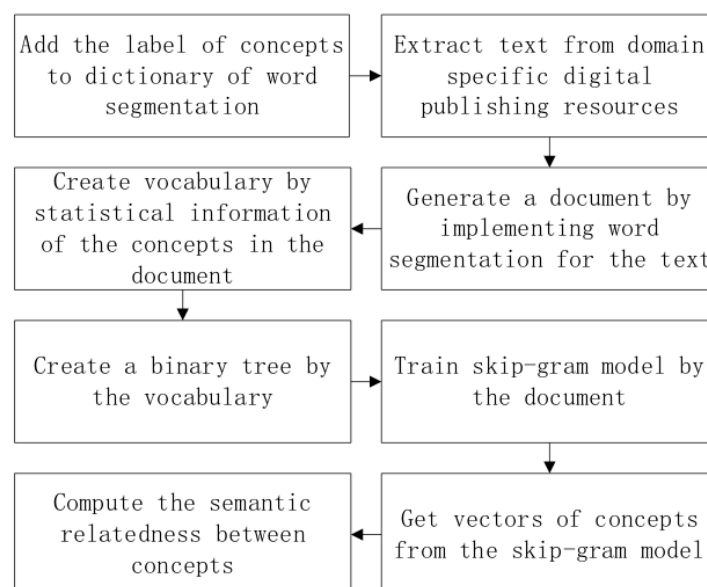 Add the label of concepts
to dictionary of word
segmentation
Extract text from domain
specific digital
publishing resources
Generate a document by
implementing word
segmentation for the text
Create vocabulary by
statistical information
of the concepts in the
document
Create a binary tree by
the vocabulary
Train skip-gram model by
the document
Get vectors of concepts
from the skip-gram model
Compute the semantic
relatedness between
concepts